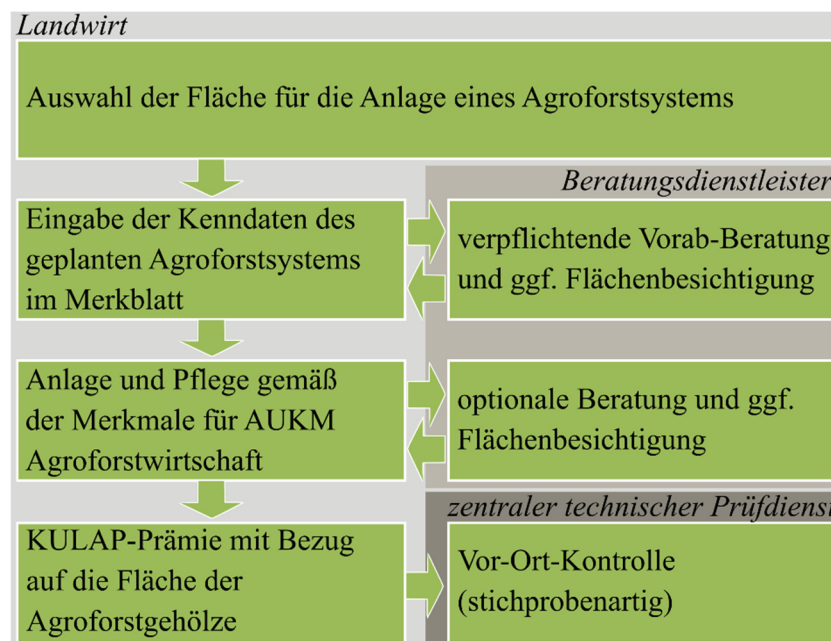 Landwirt
Auswahl der Fläche für die Anlage eines Agroforstsystems
Beratungsdienstleister
Eingabe der Kenndaten des
geplanten Agroforstsystems
im Merkblatt
verpflichtende Vorab-Beratung
und ggf. Flächenbesichtigung
Anlage und Pflege gemäß
der Merkmale für AUKM
Agroforstwirtschaft
optionale Beratung und ggf.
Flächenbesichtigung
zentraler technischer Prüfdienst
KULAP-Prämie mit Bezug
auf die Fläche der
Agroforstgehölze
Vor-Ort-Kontrolle
(stichprobenartig)